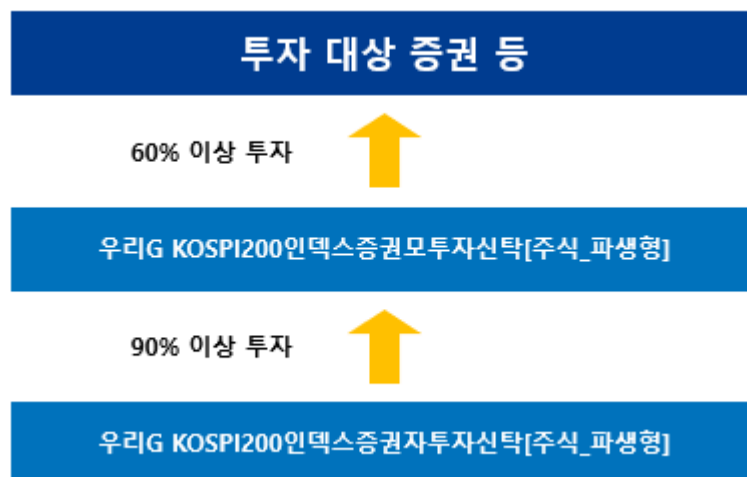 투자 대상 증권 등
60% 이상 투자
우리G KOSPI200인덱스증권모투자신탁[주식_파생형]
90% 이상 투자
우리G KOSPI200인덱스증권자투자신탁[주식_파생형]